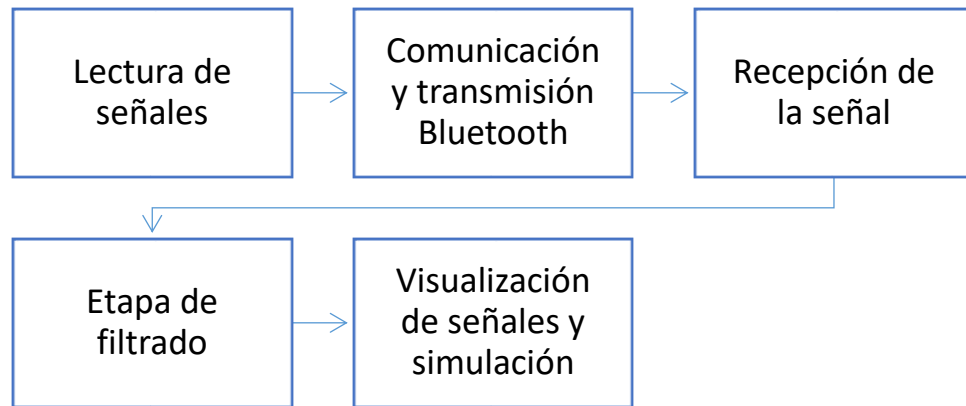 Lectura de
señales
Comunicación
y transmisión
Bluetooth
Recepción de
la señal
Etapa de
filtrado
Visualización
de señales y
simulación